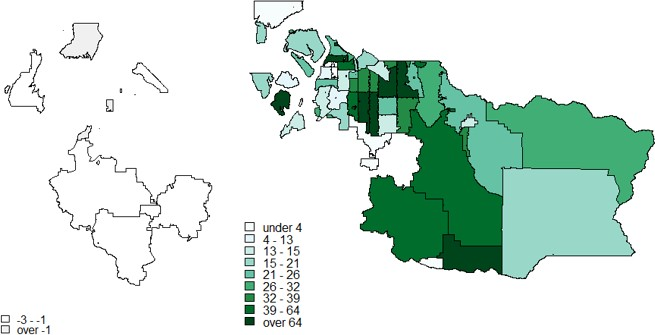 -3 - -1
over -1
under 4
4 - 13
13 - 15
15 - 21
21 - 26
26 - 32
32 - 39
39 - 64
over 64